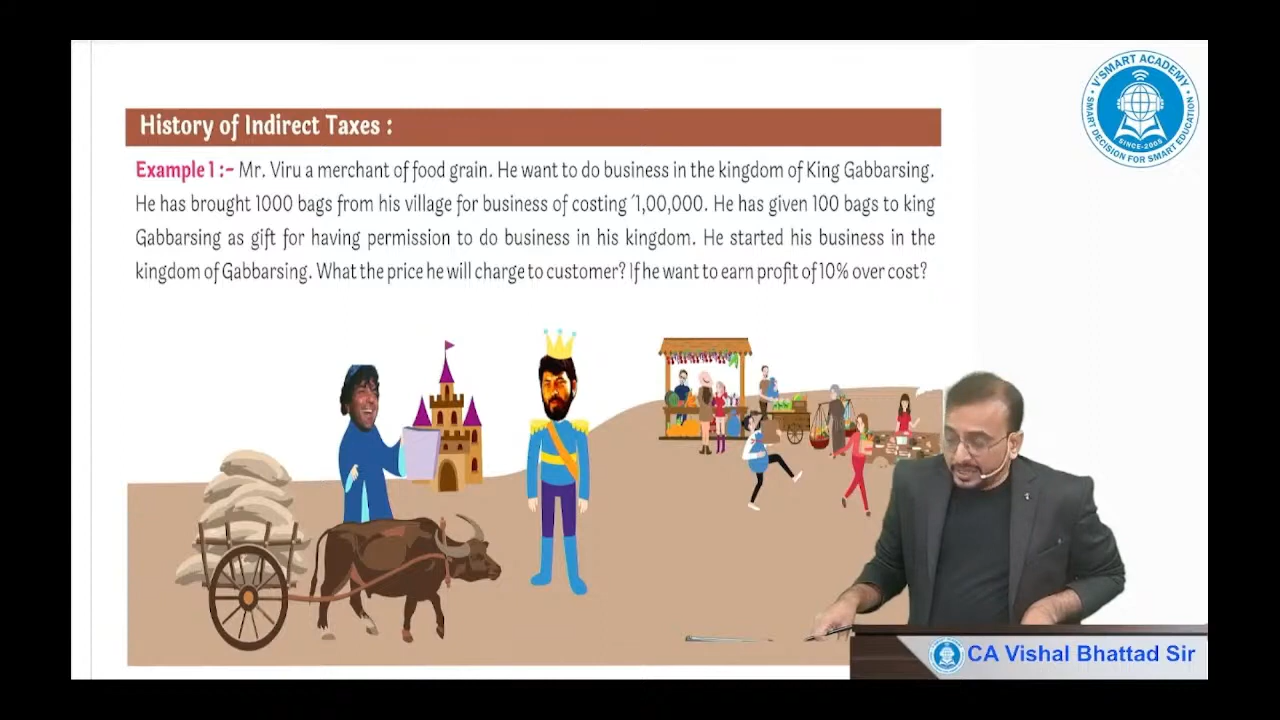 History of Indirect Taxes :
Example 1 :- Mr. Viru a merchant of food grain. He want to do business in the kingdom of King Gabbarsing.
He has brought 1000 bags from his village for business of costing ´1,00,000. He has given 100 bags to king
Gabbarsing as gift for having permission to do business in his kingdom. He started his business in the
kingdom of Gabbarsing. What the price he will charge to customer? If he want to earn profit of 10% over cost?
V'SMART ACADEMY
SMART DECISION FOR SMART EDUCATION
SINCE-2005
CA Vishal Bhattad Sir